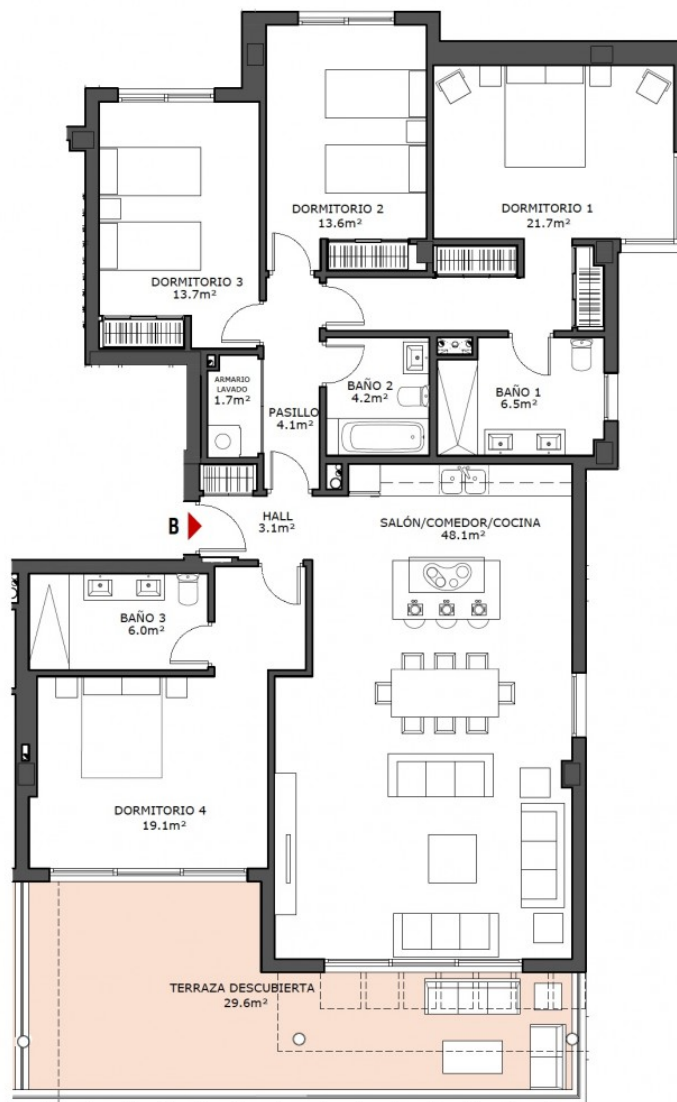 DORMITORIO 2
13.6m²
DORMITORIO 1
21.7m²
DORMITORIO 3
13.7m²
ARMARIO
LAVADO
1.7m²
BAÑO 2
4.2m²
BAÑO 1
6.5m²
PASILLO
4.1m²
B
HALL
3.1m²
SALÓN/COMEDOR/COCINA
48.1m²
BAÑO 3
6.0m²
DORMITORIO 4
19.1m²
TERRAZA DESCUBIERTA
29.6m²